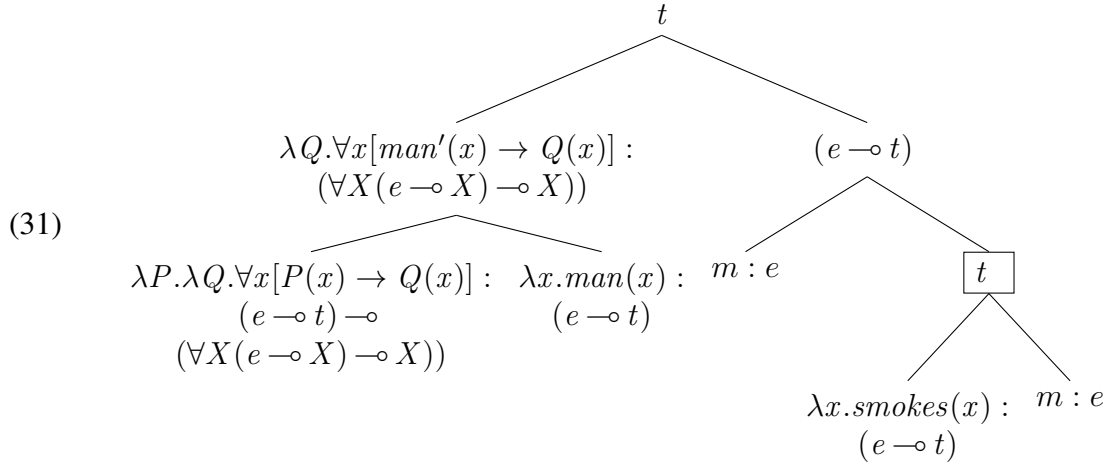 t
λQ.∀x[man′(x) → Q(x)] :
(∀X(e ⊸ X) ⊸ X))
(e ⊸ t)
(31)
λP.λQ.∀x[P(x) → Q(x)] :
(e ⊸ t) ⊸
(∀X(e ⊸ X) ⊸ X))
λx.man(x) :
(e ⊸ t)
m : e
t
λx.smokes(x) :
(e ⊸ t)
m : e